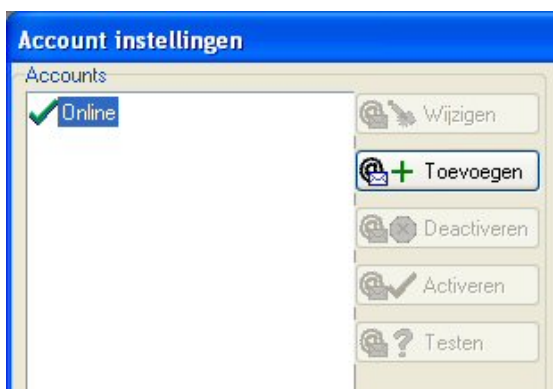 Account instellingen
Accounts
Online
Wijzigen
Toevoegen
Deactiveren
Activeren
Testen